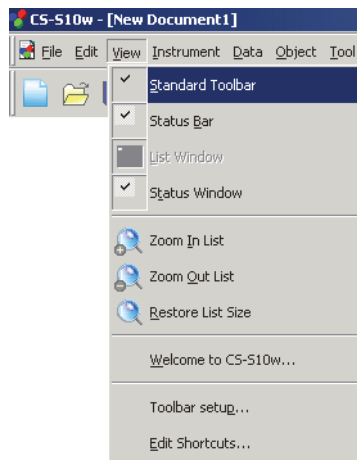 CS-S10w - [New Document1]
File Edit View Instrument Data Object Tool
Standard Toolbar
Status Bar
List Window
Status Window
Zoom In List
Zoom Out List
Restore List Size
Welcome to CS-S10w...
Toolbar setup...
Edit Shortcuts...